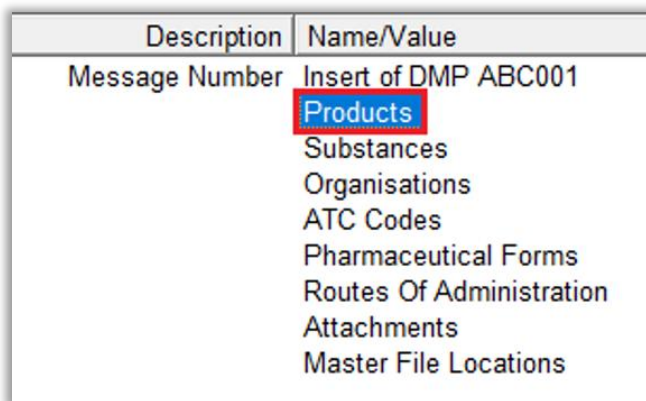 Description Name/Value
Message Number Insert of DMP ABC001
Products
Substances
Organisations
ATC Codes
Pharmaceutical Forms
Routes Of Administration
Attachments
Master File Locations